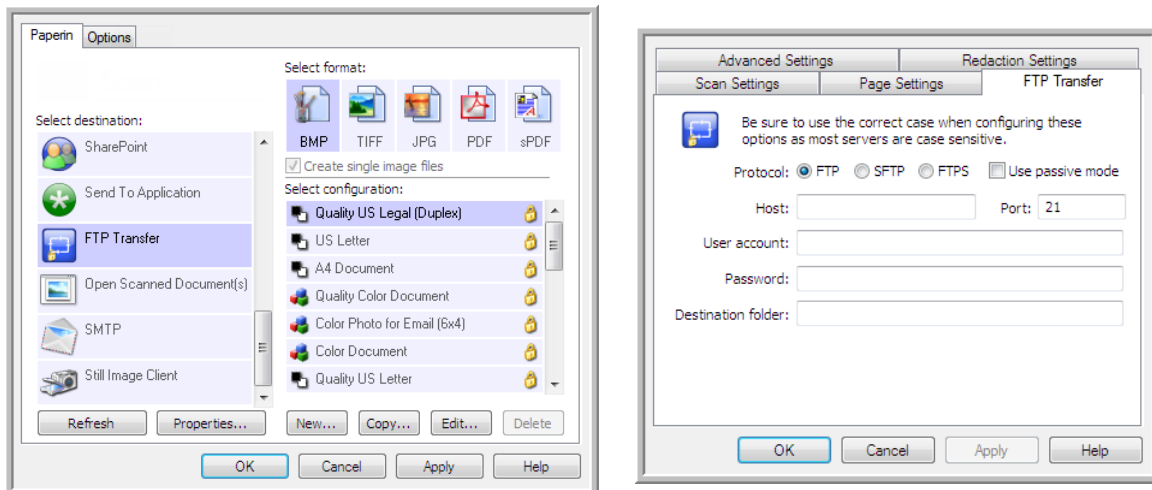 Paperin
Options
Select destination:
SharePoint
Send To Application
FTP Transfer
Open Scanned Document(s)
SMTP
Still Image Client
Refresh
Properties...
Select format:
BMP
TIFF
JPG
PDF
sPDF
Create single image files
Select configuration:
Quality US Legal (Duplex)
US Letter
A4 Document
Quality Color Document
Color Photo for Email (6x4)
Color Document
Quality US Letter
New...
Copy...
Edit...
Delete
OK
Cancel
Apply
Help
Advanced Settings
Redaction Settings
Scan Settings
Page Settings
FTP Transfer
Be sure to use the correct case when configuring these
options as most servers are case sensitive.
Protocol: FTP SFTP FTPS Use passive mode
Host:
Port: 21
User account:
Password:
Destination folder:
OK
Cancel
Apply
Help